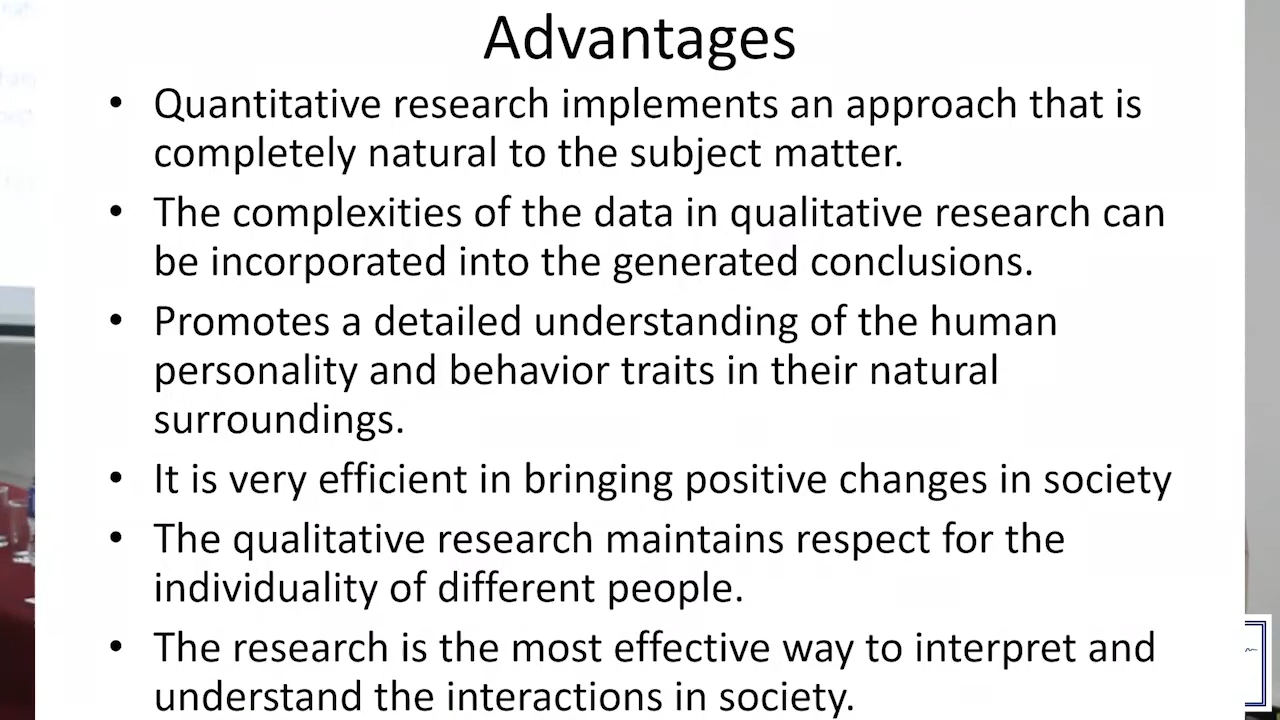 Advantages
• Quantitative research implements an approach that is
completely natural to the subject matter.
• The complexities of the data in qualitative research can
be incorporated into the generated conclusions.
• Promotes a detailed understanding of the human
personality and behavior traits in their natural
surroundings.
• It is very efficient in bringing positive changes in society
• The qualitative research maintains respect for the
individuality of different people.
• The research is the most effective way to interpret and
understand the interactions in society.